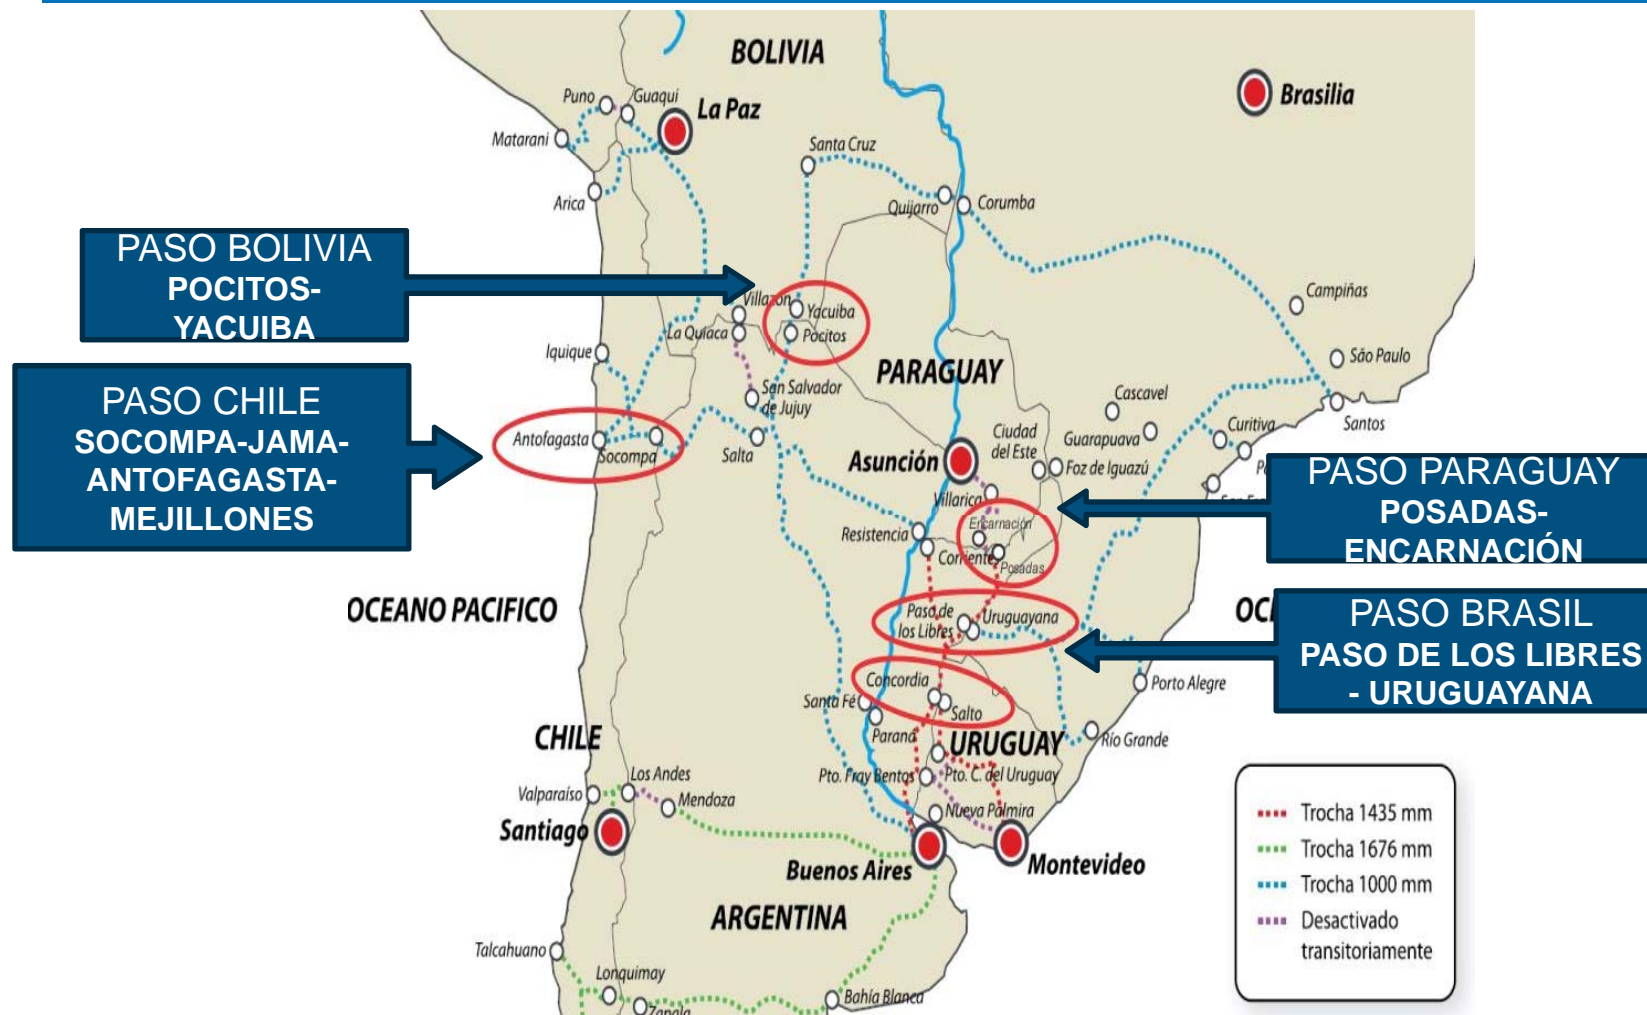 BOLIVIA
Brasilia
Puno
Guaqui
La Paz
Matarani
Santa Cruz
Arica
Quijarro
Corumba
PASO BOLIVIA
POCITOS-
YACUIBA
Villazon
Yacuiba
La Quiaca
Pocitos
Campiñas
Iquique
São Paulo
PARAGUAY
PASO CHILE
SOCOMPA-JAMA-
ANTOFAGASTA-
MEJILLONES
San Salvador
de Jujuy
Cascavel
Santos
Antofagasta
Socompa
Salta
Asunción
Ciudad
del Este
Guarapuava
Curitiva
Foz de Iguazú
Villarica
PASO PARAGUAY
POSADAS-
ENCARNACIÓN
Resistencia
Encarnación
Corrientes
Posadas
OCEANO PACIFICO
Paso de
los Libres
Uruguayana
PASO BRASIL
PASO DE LOS LIBRES
- URUGUAYANA
Concordia
Salto
Santa Fé
Paraná
Porto Alegre
CHILE
URUGUAY
Río Grande
Pto. Fray Bentos
Pto. C. del Uruguay
Los Andes
Valparaíso
Mendoza
Nueva Palmira
Santiago
Buenos Aires
Montevideo
ARGENTINA
Talcahuano
Lonquimay
Zapala
Bahía Blanca
Trocha 1435 mm
Trocha 1676 mm
Trocha 1000 mm
Desactivado
transitoriamente